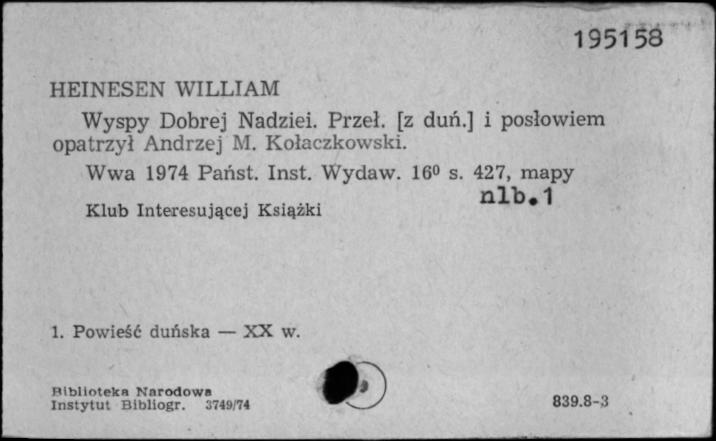 195158
HEINESEN WILLIAM
Wyspy Dobrej Nadziei. Przeł. [z duń.] i posłowiem
opatrzył Andrzej M. Kołaczkowski.
Wwa 1974 Państ. Inst. Wydaw. 16⁰ s. 427, mapy
nlb.1
Klub Interesującej Książki
1. Powieść duńska — XX w.
Biblioteka Narodowa
Instytut Bibliogr. 3749/74
839.8-3